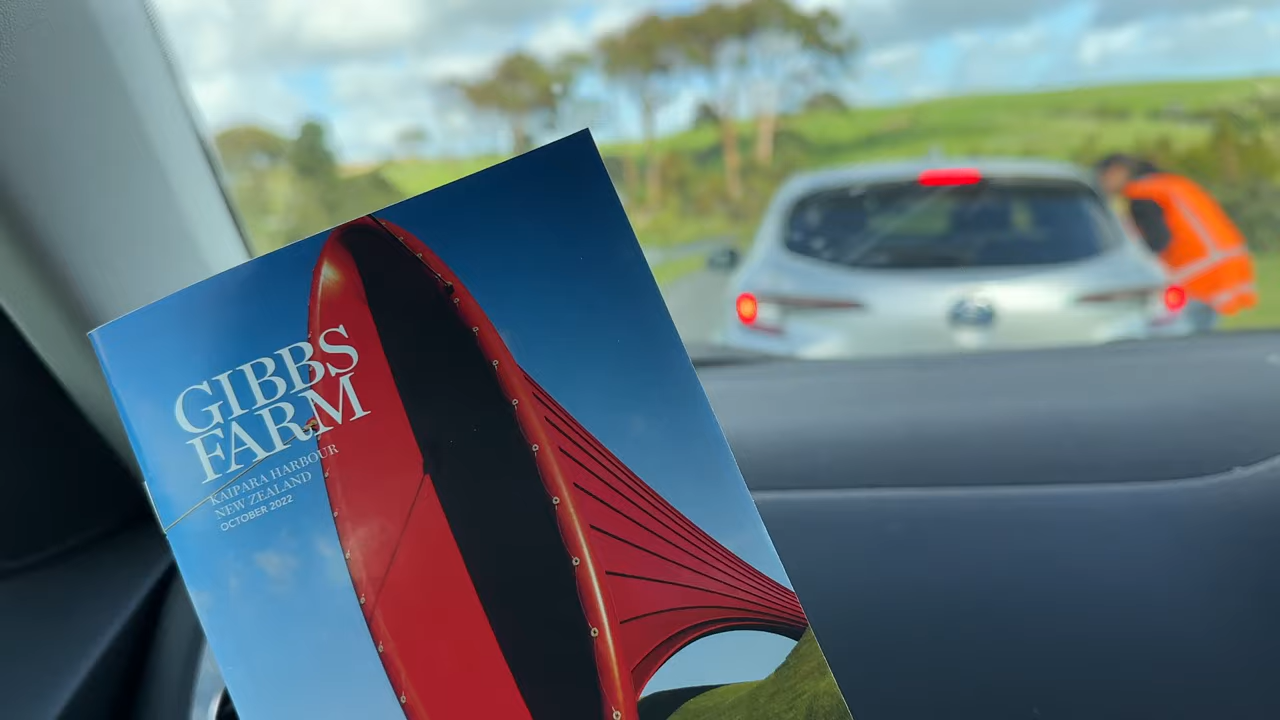 GIBBS
FARM
KAIPARA HARBOUR
NEW ZEALAND
OCTOBER 2022